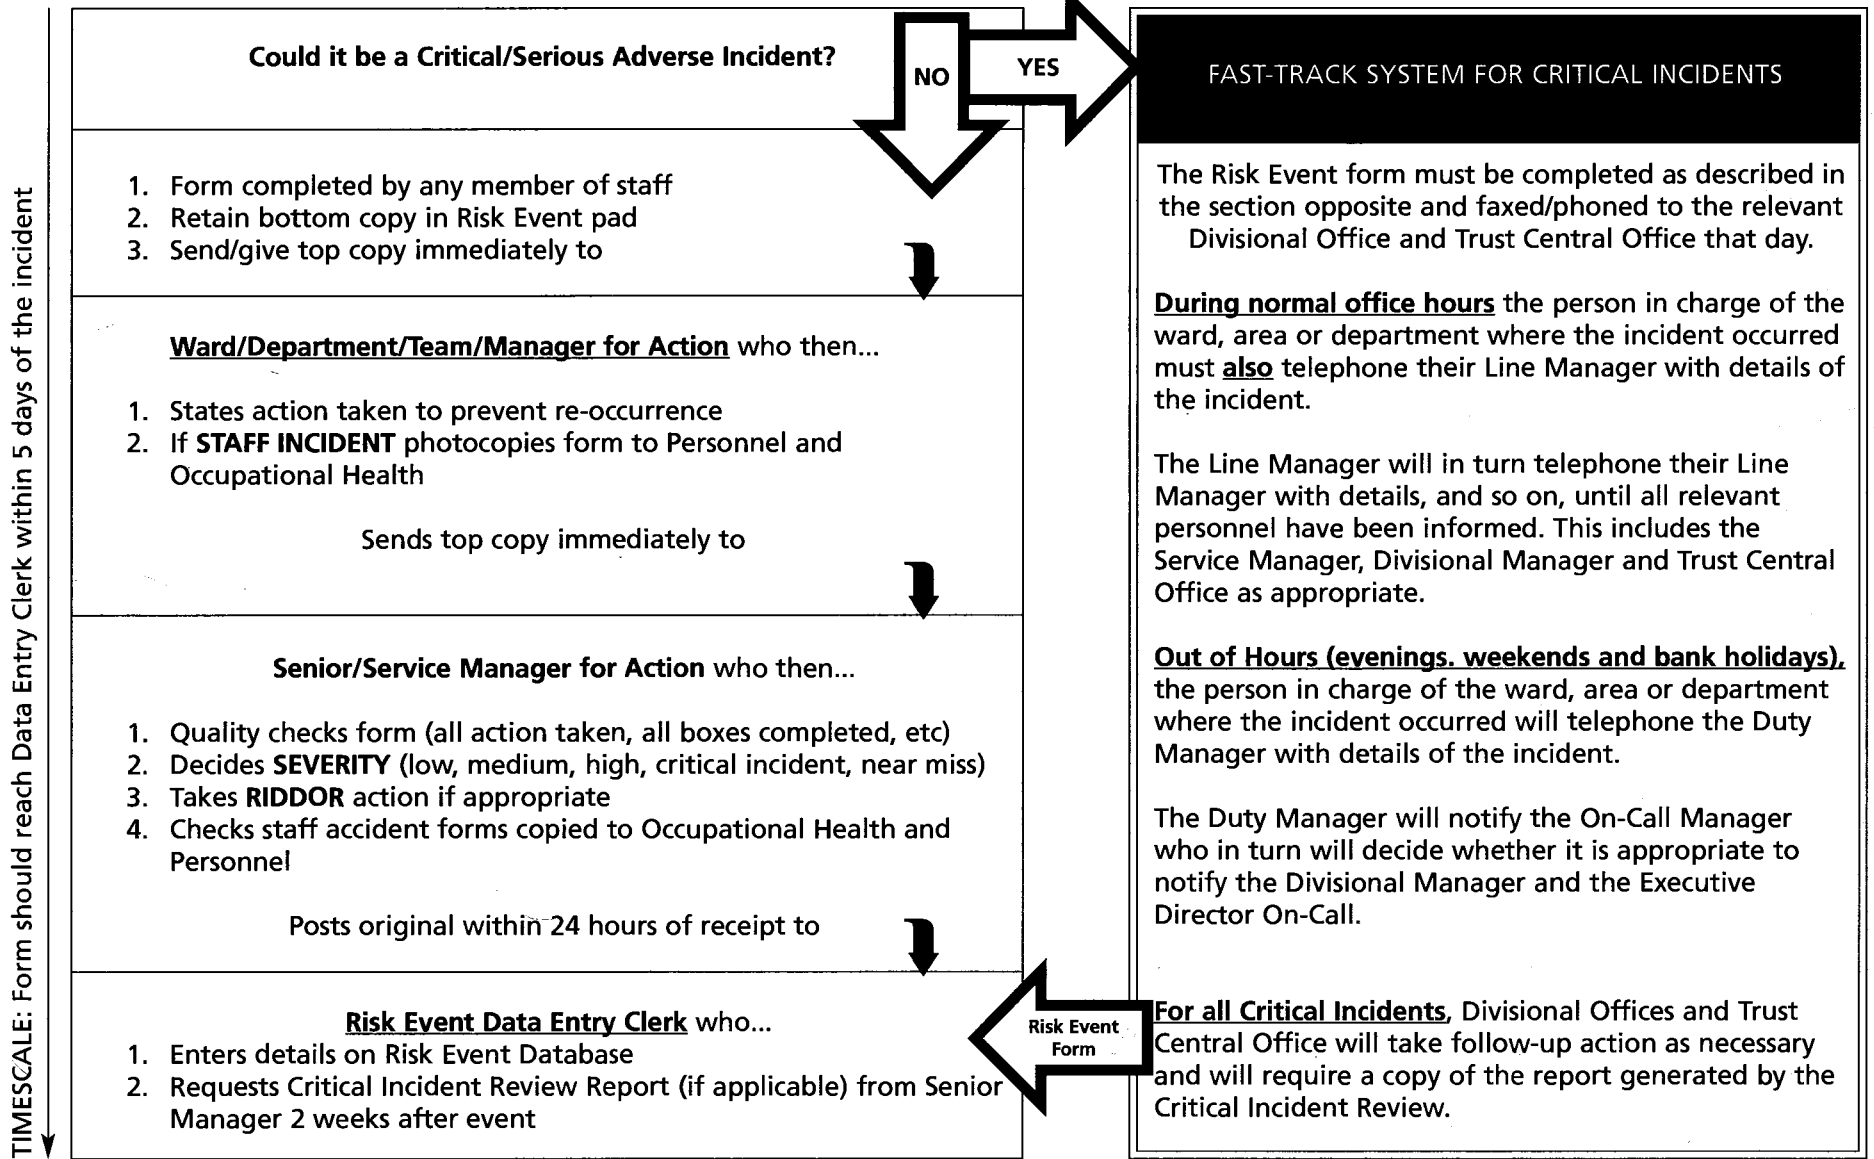 TIMESCALE: Form should reach Data Entry Clerk within 5 days of the incident
Could it be a Critical/Serious Adverse Incident?
NO
YES
1. Form completed by any member of staff
2. Retain bottom copy in Risk Event pad
3. Send/give top copy immediately to
Ward/Department/Team/Manager for Action who then...
1. States action taken to prevent re-occurrence
2. If STAFF INCIDENT photocopies form to Personnel and
Occupational Health
Sends top copy immediately to
Senior/Service Manager for Action who then...
1. Quality checks form (all action taken, all boxes completed, etc)
2. Decides SEVERITY (low, medium, high, critical incident, near miss)
3. Takes RIDDOR action if appropriate
4. Checks staff accident forms copied to Occupational Health and
Personnel
Posts original within 24 hours of receipt to
Risk Event Data Entry Clerk who...
1. Enters details on Risk Event Database
2. Requests Critical Incident Review Report (if applicable) from Senior
Manager 2 weeks after event
FAST-TRACK SYSTEM FOR CRITICAL INCIDENTS
The Risk Event form must be completed as described in
the section opposite and faxed/phoned to the relevant
Divisional Office and Trust Central Office that day.
During normal office hours the person in charge of the
ward, area or department where the incident occurred
must also telephone their Line Manager with details of
the incident.
The Line Manager will in turn telephone their Line
Manager with details, and so on, until all relevant
personnel have been informed. This includes the
Service Manager, Divisional Manager and Trust Central
Office as appropriate.
Out of Hours (evenings. weekends and bank holidays),
the person in charge of the ward, area or department
where the incident occurred will telephone the Duty
Manager with details of the incident.
The Duty Manager will notify the On-Call Manager
who in turn will decide whether it is appropriate to
notify the Divisional Manager and the Executive
Director On-Call.
For all Critical Incidents, Divisional Offices and Trust
Central Office will take follow-up action as necessary
and will require a copy of the report generated by the
Critical Incident Review.
Risk Event
Form